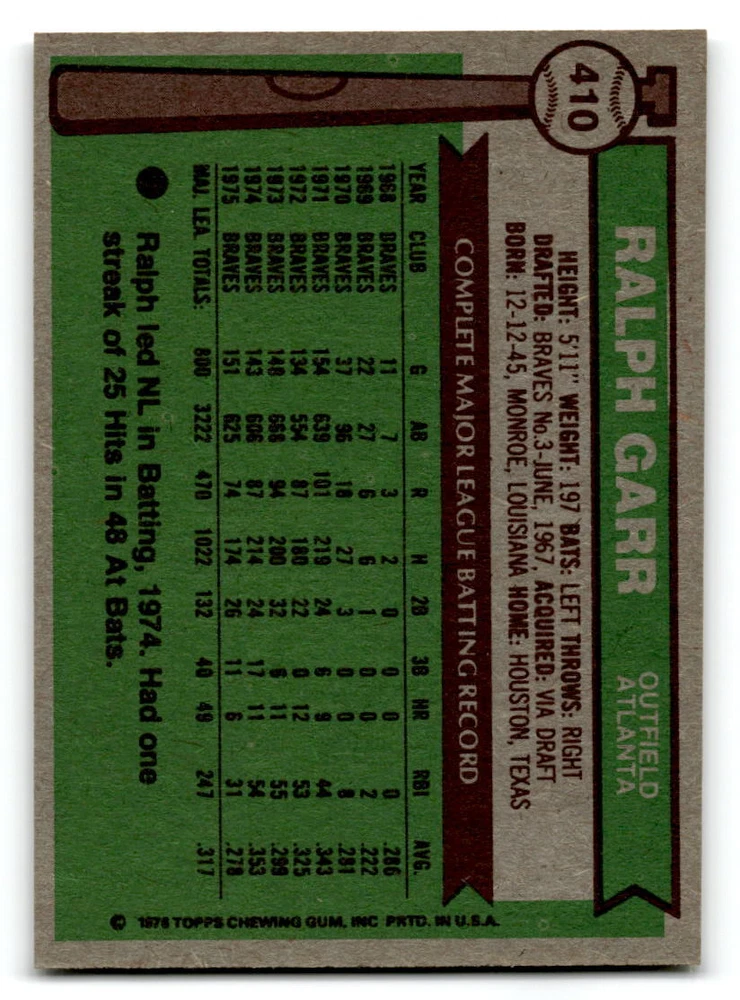 410
RALPH GARR
OUTFIELD
ATLANTA
HEIGHT: 5'11" WEIGHT: 197 BATS: LEFT THROWS: RIGHT
DRAFTED: BRAVES No.3-JUNE, 1967. ACQUIRED: VIA DRAFT
BORN: 12-12-45, MONROE, LOUISIANA HOME: HOUSTON, TEXAS
COMPLETE MAJOR LEAGUE BATTING RECORD
YEAR CLUB G AB R H 2B 3B HR RBI AVG.
1968 BRAVES 11 7 3 2 0 0 0 0 .286
1969 BRAVES 22 27 6 6 1 0 0 2 .222
1970 BRAVES 37 96 18 27 3 0 0 8 .281
1971 BRAVES 154 639 101 219 24 6 9 44 .343
1972 BRAVES 134 554 87 180 22 0 12 53 .325
1973 BRAVES 148 668 94 200 32 6 11 55 .299
1974 BRAVES 143 606 87 214 24 17 11 54 .353
1975 BRAVES 151 625 74 174 26 11 6 31 .278
MAJ. LEA. TOTALS: 800 3222 470 1022 132 40 49 247 .317
Ralph led NL in Batting, 1974. Had one
streak of 25 Hits in 48 At Bats.
© 1976 TOPPS CHEWING GUM, INC PRTD. IN U.S.A.